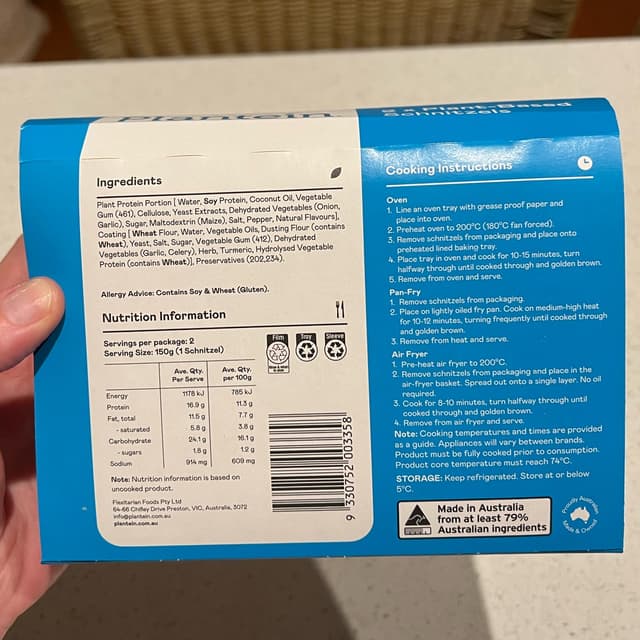 Plantein.
2 x Plant-Based
Schnitzels
Ingredients
Plant Protein Portion [ Water, Soy Protein, Coconut Oil, Vegetable
Gum (461), Cellulose, Yeast Extracts, Dehydrated Vegetables (Onion,
Garlic), Sugar, Maltodextrin (Maize), Salt, Pepper, Natural Flavours],
Coating [ Wheat Flour, Water, Vegetable Oils, Dusting Flour (contains
Wheat), Yeast, Salt, Sugar, Vegetable Gum (412), Dehydrated
Vegetables (Garlic, Celery), Herb, Turmeric, Hydrolysed Vegetable
Protein (contains Wheat)], Preservatives (202,234).
Allergy Advice: Contains Soy & Wheat (Gluten).
Nutrition Information
Servings per package: 2
Serving Size: 150g (1 Schnitzel)
Ave. Qty. Per Serve Ave. Qty. per 100g
Energy 1178 kJ 785 kJ
Protein 16.9 g 11.3 g
Fat, total 11.5 g 7.7 g
- saturated 5.8 g 3.8 g
Carbohydrate 24.1 g 16.1 g
- sugars 1.8 g 1.2 g
Sodium 914 mg 609 mg
Note: Nutrition information is based on
uncooked product.
Flexitarian Foods Pty Ltd
64-66 Chifley Drive Preston, VIC, Australia, 3072
info@plantein.com.au
plantein.com.au
Film Tray Sleeve
9 330752 003358
Cooking Instructions
Oven
1. Line an oven tray with grease proof paper and
place into oven.
2. Preheat oven to 200°C (180°C fan forced).
3. Remove schnitzels from packaging and place onto
preheated lined baking tray.
4. Place tray in oven and cook for 10-15 minutes, turn
halfway through until cooked through and golden brown.
5. Remove from oven and serve.
Pan-Fry
1. Remove schnitzels from packaging.
2. Place on lightly oiled fry pan. Cook on medium-high heat
for 10-12 minutes, turning frequently until cooked through
and golden brown.
3. Remove from heat and serve.
Air Fryer
1. Pre-heat air fryer to 200°C.
2. Remove schnitzels from packaging and place in the
air-fryer basket. Spread out onto a single layer. No oil
required.
3. Cook for 8-10 minutes, turn halfway through until
cooked through and golden brown.
4. Remove from air fryer and serve.
Note: Cooking temperatures and times are provided
as a guide. Appliances will vary between brands.
Product must be fully cooked prior to consumption.
Product core temperature must reach 74°C.
STORAGE: Keep refrigerated. Store at or below
5°C.
Made in Australia
from at least 79%
Australian ingredients
Proudly Australian
Made & Owned